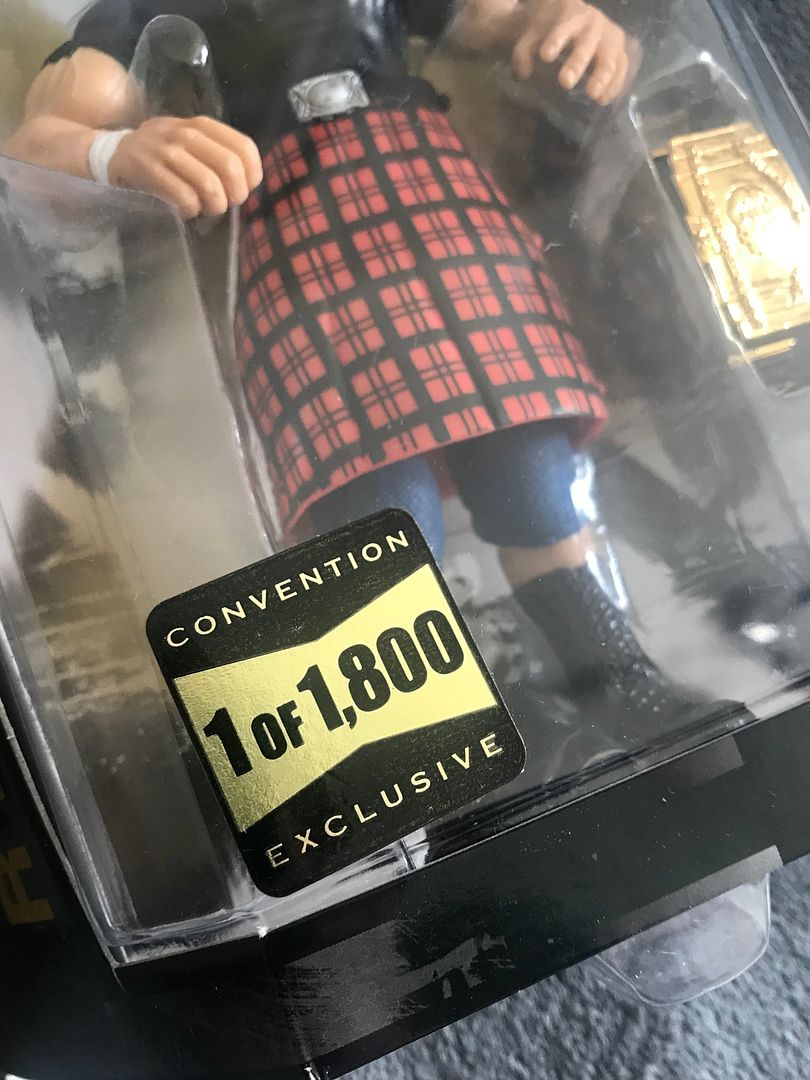 CONVENTION
1 OF 1,800
EXCLUSIVE